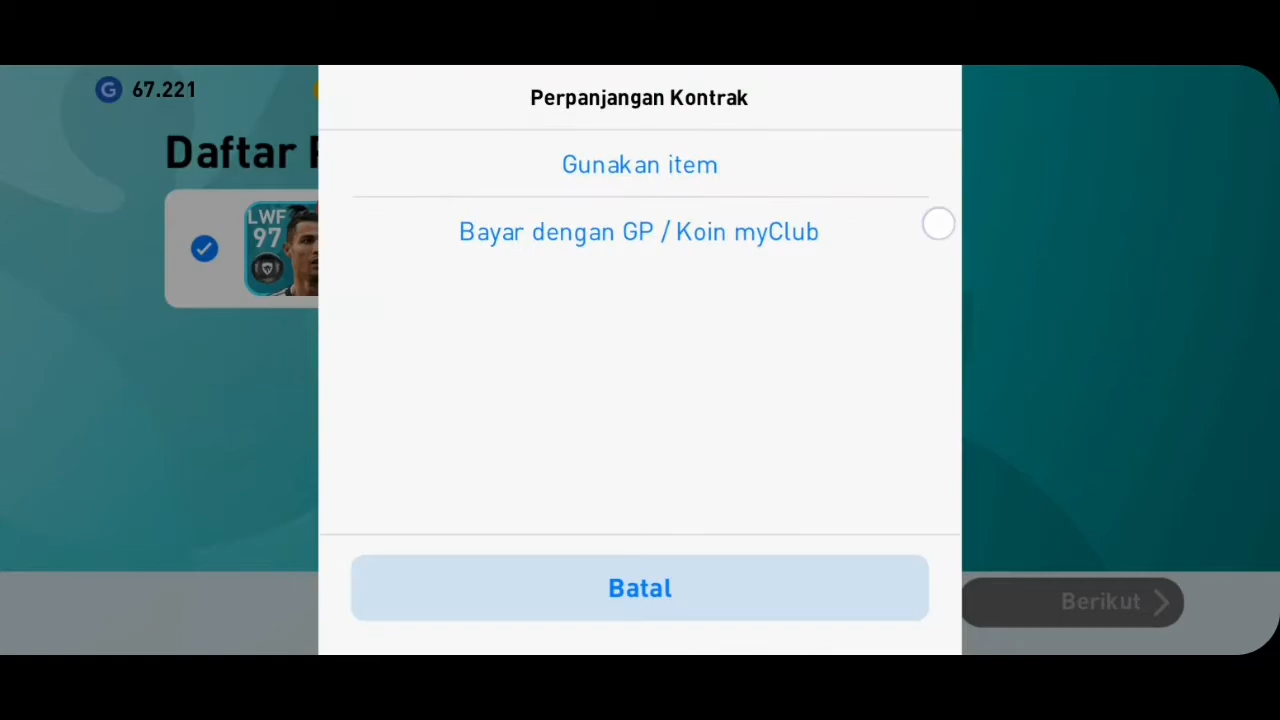 67.221
Perpanjangan Kontrak
Daftar
Gunakan item
LWF
97
Bayar dengan GP / Koin myClub
Batal
Berikut